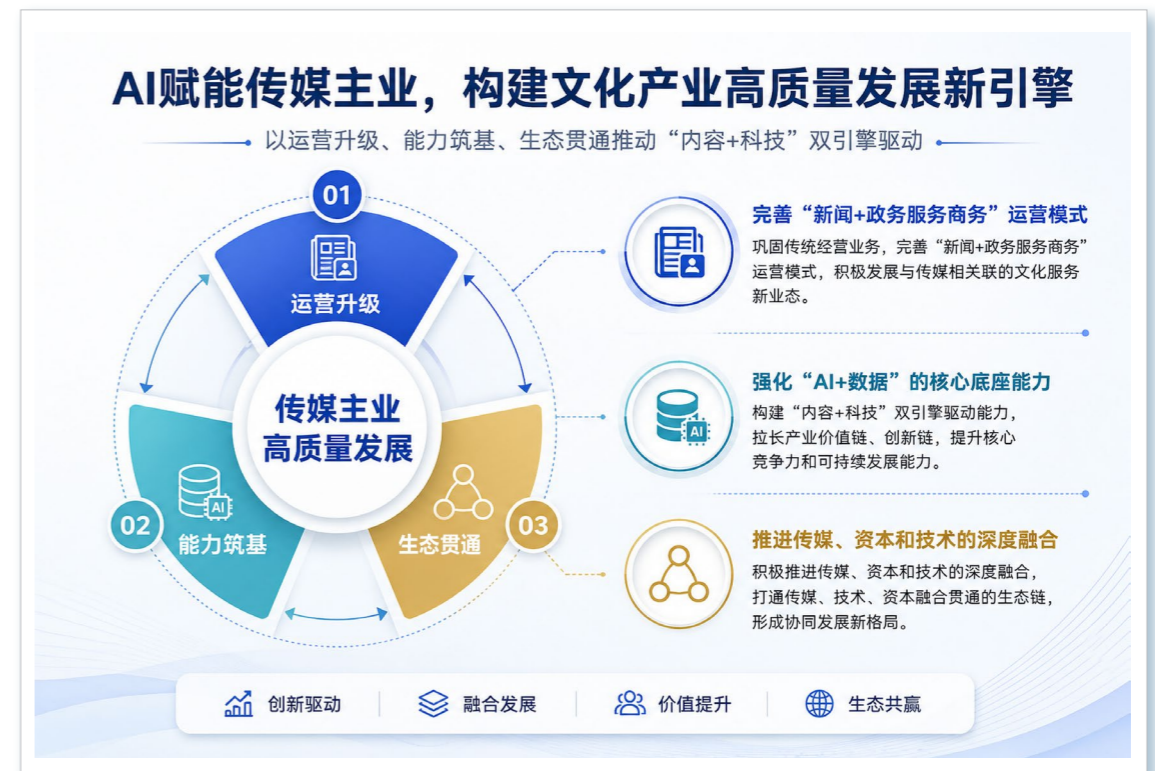 AI赋能传媒主业，构建文化产业高质量发展新引擎
以运营升级、能力筑基、生态贯通推动“内容+科技”双引擎驱动
01
运营升级
传媒主业
高质量发展
02
AI
能力筑基
03
生态贯通
完善“新闻+政务服务商务”运营模式
巩固传统经营业务，完善“新闻+政务服务商务”
运营模式，积极发展与传媒相关联的文化服务
新业态。
AI
强化“AI+数据”的核心底座能力
构建“内容+科技”双引擎驱动能力，
拉长产业价值链、创新链，提升核心
竞争力和可持续发展能力。
推进传媒、资本和技术的深度融合
积极推进传媒、资本和技术的深度融合，
打通传媒、技术、资本融合贯通的生态链，
形成协同发展新格局。
创新驱动
融合发展
价值提升
生态共赢